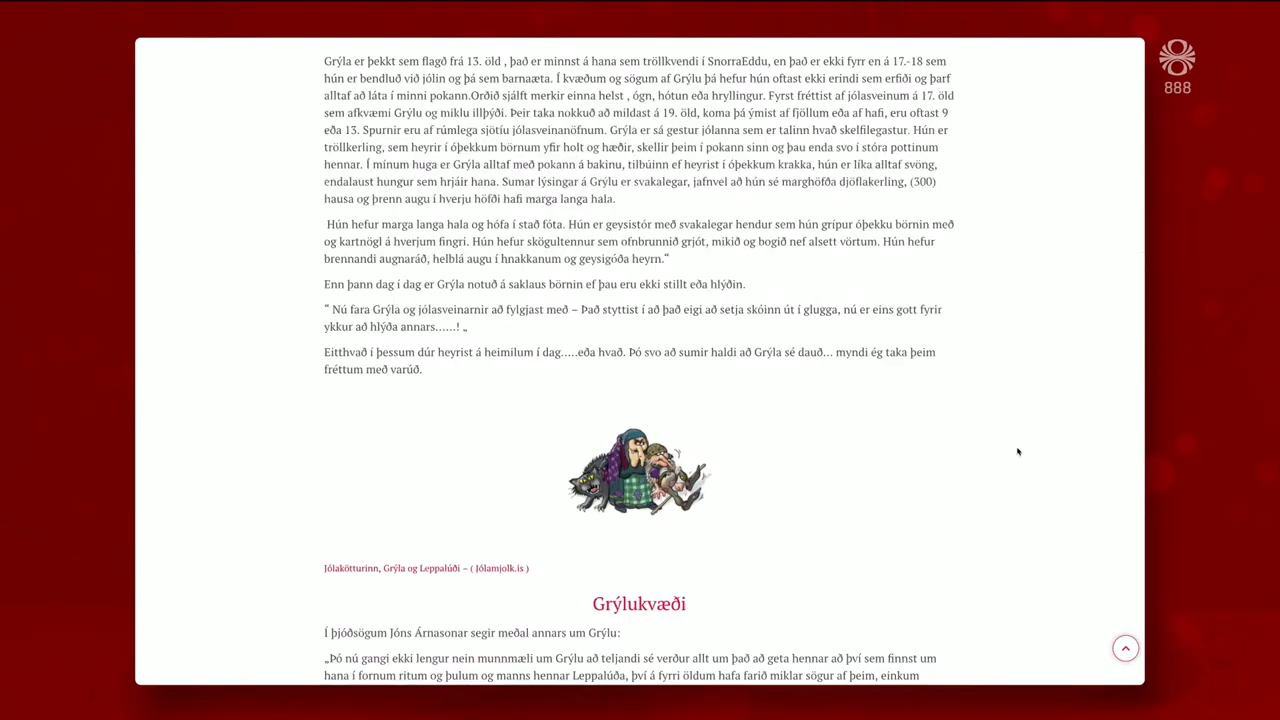 Grýla er þekkt sem flagð frá 13. öld , það er minnst á hana sem tröllkvendi í SnorraEddu, en það er ekki fyrr en á 17.-18 sem
hún er bendluð við jólin og þá sem barnaæta. Í kvæðum og sögum af Grýlu þá hefur hún oftast ekki erindi sem erfiði og þarf
alltaf að láta í minni pokann.Orðið sjálft merkir einna helst , ógn, hótun eða hryllingur. Fyrst fréttist af jólasveinum á 17. öld
sem afkvæmi Grýlu og miklu illþýði. Þeir taka nokkuð að mildast á 19. öld, koma þá ýmist af fjöllum eða af hafi, eru oftast 9
eða 13. Spurnir eru af rúmlega sjötíu jólasveinanöfnum. Grýla er sá gestur jólanna sem er talinn hvað skelfilegastur. Hún er
tröllkerling, sem heyrir í óþekkum börnum yfir holt og hæðir, skellir þeim í pokann sinn og þau enda svo í stóra pottinum
hennar. Í mínum huga er Grýla alltaf með pokann á bakinu, tilbúinn ef heyrist í óþekkum krakka, hún er líka alltaf svöng,
endalaust hungur sem hrjáir hana. Sumar lýsingar á Grýlu er svakalegar, jafnvel að hún sé marghöfða djöflakerling, (300)
hausa og þrenn augu í hverju höfði hafi marga langa hala.
Hún hefur marga langa hala og hófa í stað fóta. Hún er geysistór með svakalegar hendur sem hún grípur óþekku börnin með
og kartnögl á hverjum fingri. Hún hefur skögultennur sem ofnbrunnið grjót, mikið og bogið nef alsett vörtum. Hún hefur
brennandi augnaráð, helblá augu í hnakkanum og geysigóða heyrn.“
Enn þann dag í dag er Grýla notuð á saklaus börnin ef þau eru ekki stillt eða hlýðin.
“ Nú fara Grýla og jólasveinarnir að fylgjast með – Það styttist í að það eigi að setja skóinn út í glugga, nú er eins gott fyrir
ykkur að hlýða annars……! „
Eitthvað í þessum dúr heyrist á heimilum í dag…..eða hvað. Þó svo að sumir haldi að Grýla sé dauð… myndi ég taka þeim
fréttum með varúð.
Jólakötturinn, Grýla og Leppalúði – ( Jólamjolk.is )
Grýlukvæði
Í þjóðsögum Jóns Árnasonar segir meðal annars um Grýlu:
„Þó nú gangi ekki lengur nein munnmæli um Grýlu að teljandi sé verður allt um það að geta hennar að því sem finnst um
hana í fornum ritum og þulum og manns hennar Leppalúða, því á fyrri öldum hafa farið miklar sögur af þeim, einkum
888